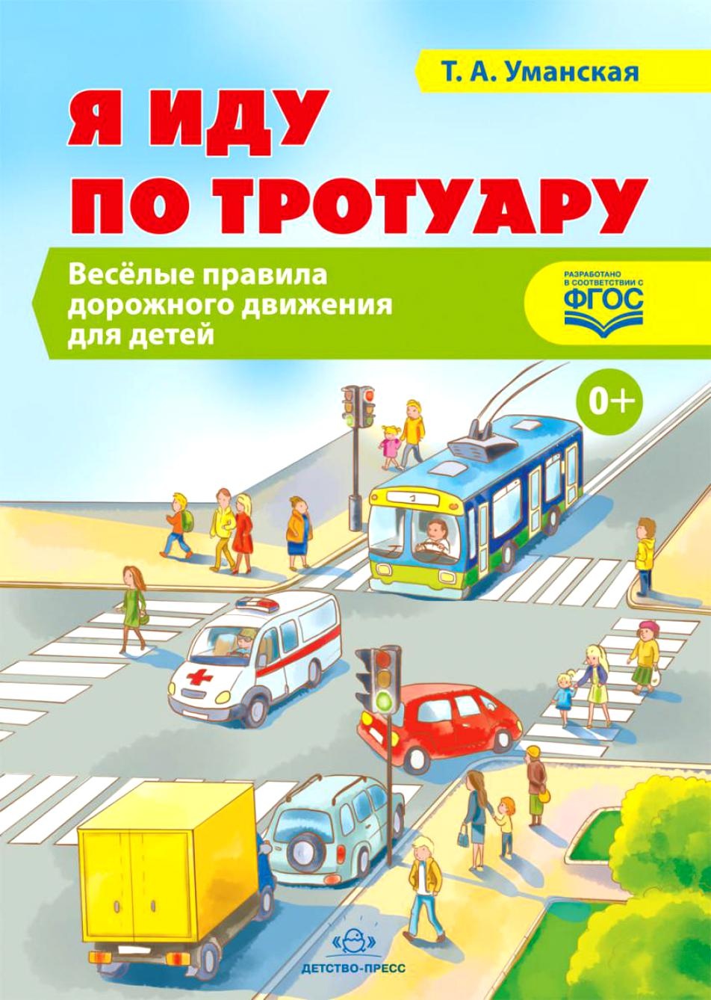 Т. А. Уманская
Я ИДУ
ПО ТРОТУАРУ
Весёлые правила
дорожного движения
для детей
РАЗРАБОТАНО
В СООТВЕТСТВИИ С
ФГОС
0+
«ДЕТСТВО-ПРЕСС